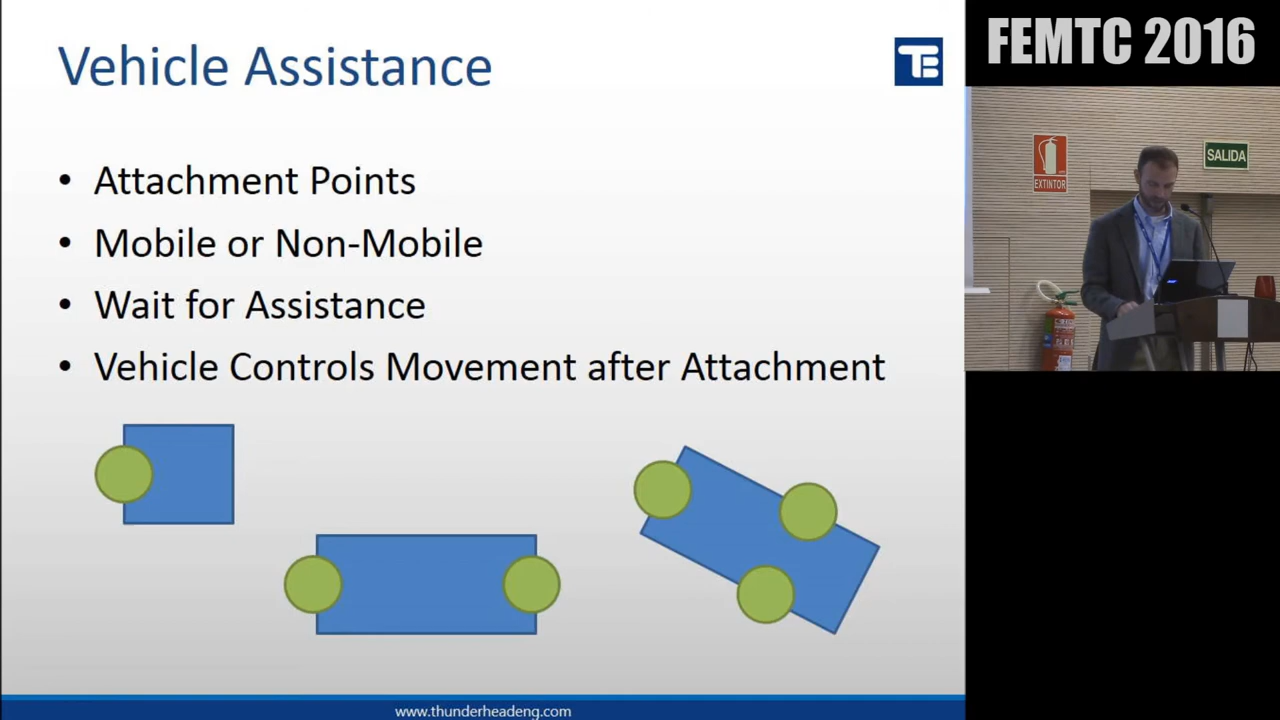 Vehicle Assistance
TE
FEMTC 2016
• Attachment Points
• Mobile or Non-Mobile
• Wait for Assistance
• Vehicle Controls Movement after Attachment
EXTINTOR
SALIDA
www.thunderheadeng.com